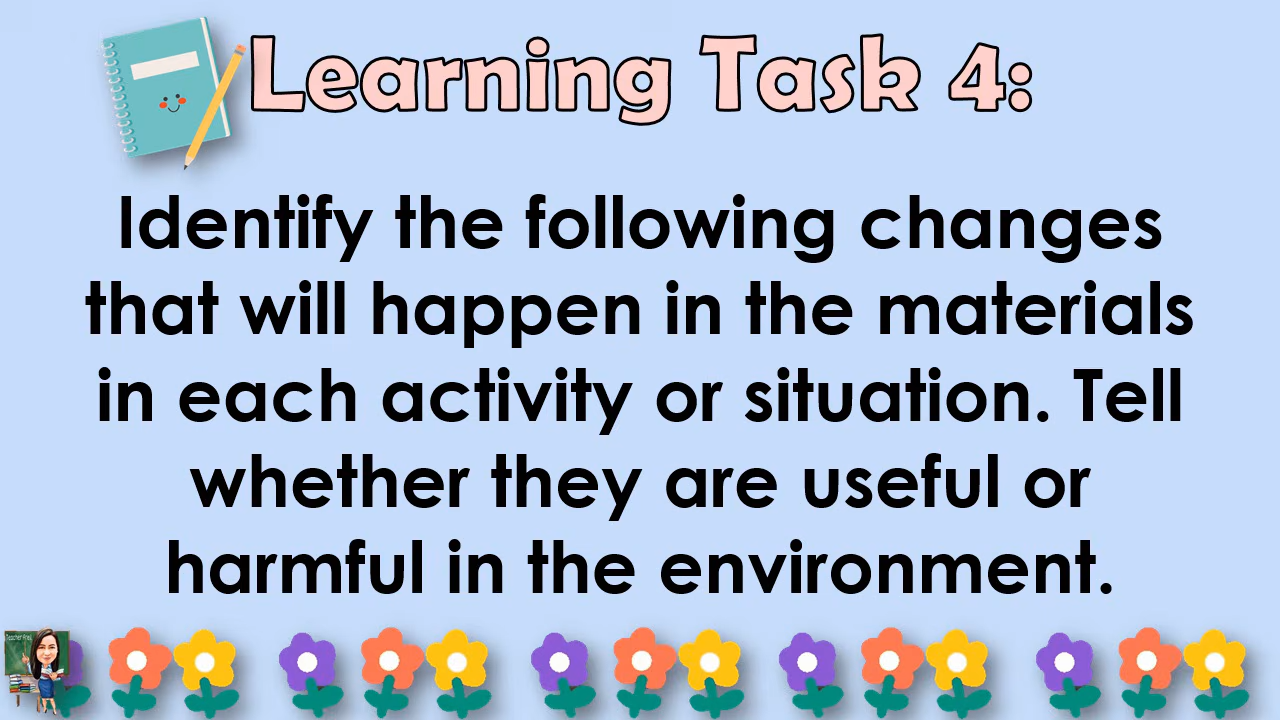 Learning Task 4:
Identify the following changes
that will happen in the materials
in each activity or situation. Tell
whether they are useful or
harmful in the environment.